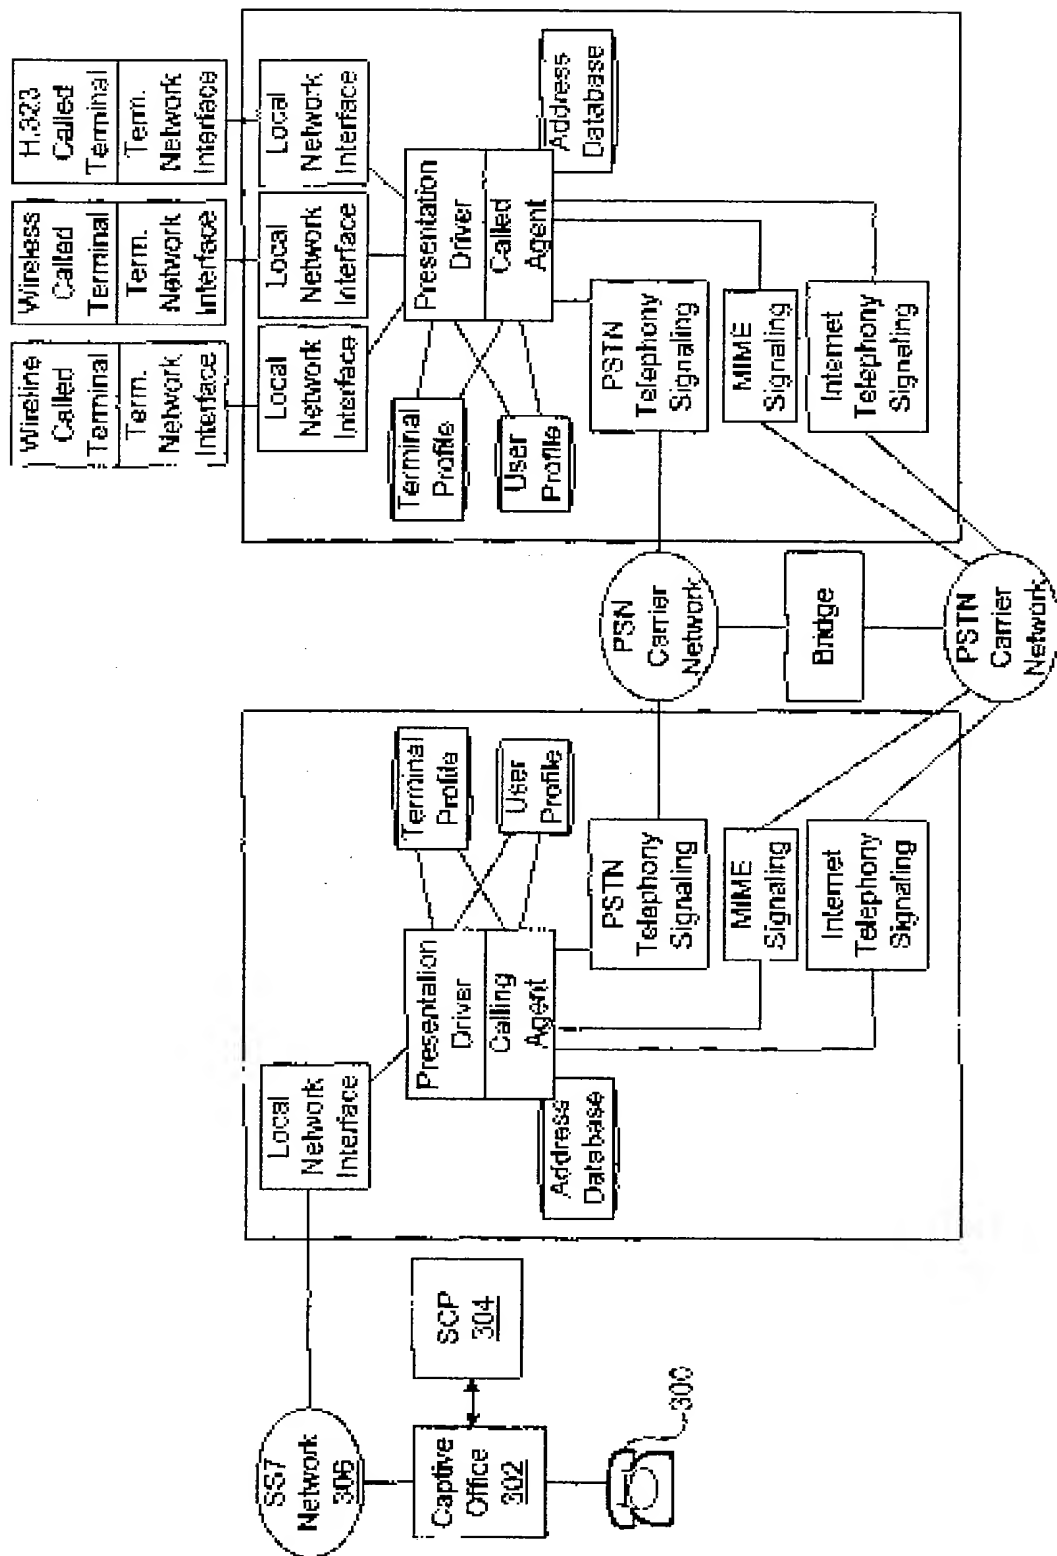 Wireline
Called
Terminal
Term.
Network
Interface
Wireless
Called
Terminal
Term.
Network
Interface
H.323
Called
Terminal
Term.
Network
Interface
Local
Network
Interface
Local
Network
Interface
Local
Network
Interface
Local
Network
Interface
SS7
Network
306
Captive
Office
302
SCP
304
300
Presentation
Driver
Calling
Agent
Address
Database
Terminal
Profile
User
Profile
PSTN
Telephony
Signaling
MIME
Signaling
Internet
Telephony
Signaling
PSN
Carrier
Network
Bridge
PSTN
Carrier
Network
Terminal
Profile
User
Profile
Presentation
Driver
Called
Agent
Address
Database
PSTN
Telephony
Signaling
MIME
Signaling
Internet
Telephony
Signaling